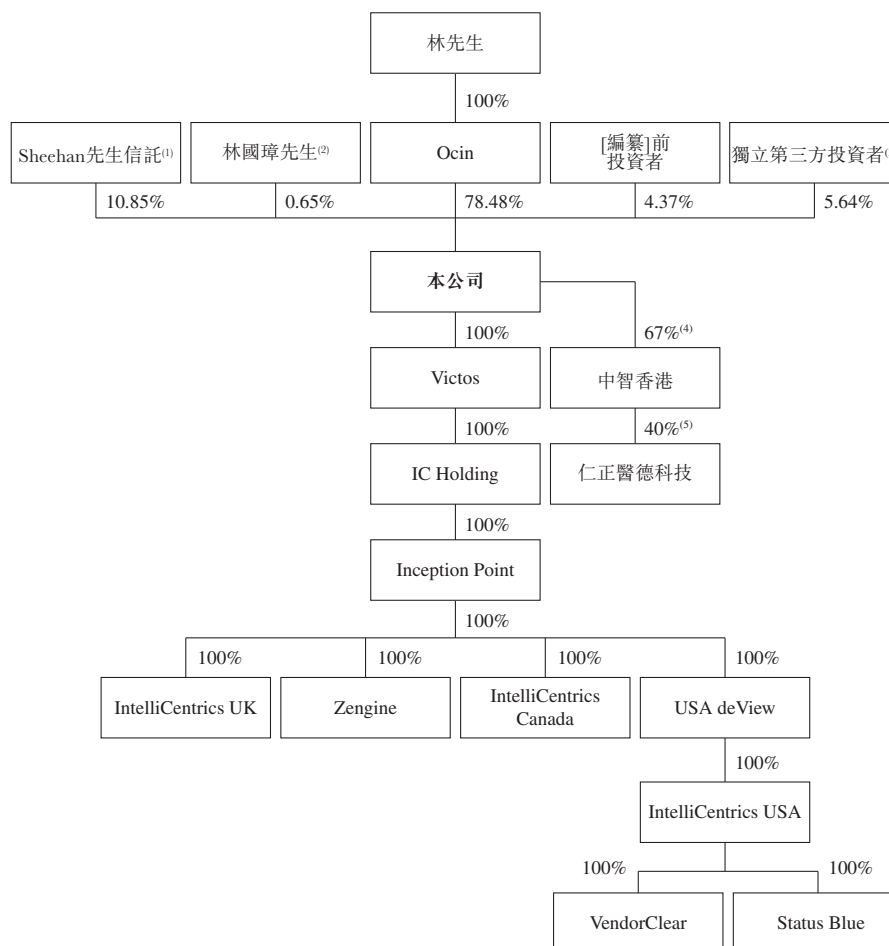 林先生
100%
Sheehan先生信託(1)
林國璋先生(2)
Ocin
[編纂]前
投資者
獨立第三方投資者(
10.85%
0.65%
78.48%
4.37%
5.64%
本公司
100%
67%(4)
Victos
中智香港
100%
40%(5)
IC Holding
仁正醫德科技
100%
Inception Point
100%
100%
100%
100%
100%
IntelliCentrics UK
Zengine
IntelliCentrics
Canada
USA deView
100%
IntelliCentrics USA
100%
100%
VendorClear
Status Blue